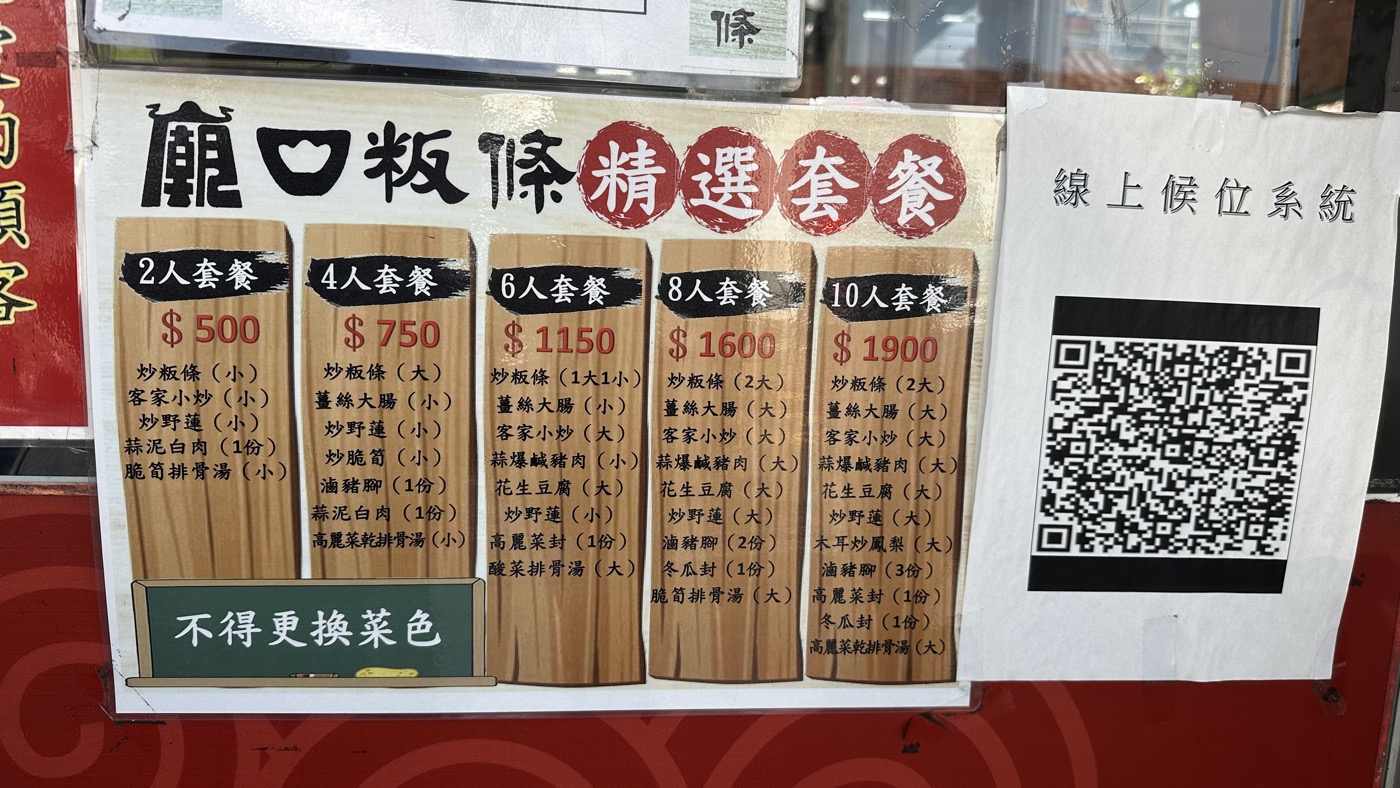 條
廟口粄條精選套餐
2人套餐
$500
炒粄條（小）
客家小炒（小）
炒野蓮（小）
蒜泥白肉（1份）
脆筍排骨湯（小）
4人套餐
$750
炒粄條（大）
薑絲大腸（小）
炒野蓮（小）
炒脆筍（小）
滷豬腳（1份）
蒜泥白肉（1份）
高麗菜乾排骨湯（小）
6人套餐
$1150
炒粄條（1大1小）
薑絲大腸（小）
客家小炒（大）
蒜爆鹹豬肉（小）
花生豆腐（大）
炒野蓮（小）
高麗菜封（1份）
酸菜排骨湯（大）
8人套餐
$1600
炒粄條（2大）
薑絲大腸（大）
客家小炒（大）
蒜爆鹹豬肉（大）
花生豆腐（大）
炒野蓮（大）
滷豬腳（2份）
冬瓜封（1份）
脆筍排骨湯（大）
10人套餐
$1900
炒粄條（2大）
薑絲大腸（大）
客家小炒（大）
蒜爆鹹豬肉（大）
花生豆腐（大）
炒野蓮（大）
木耳炒鳳梨（大）
滷豬腳（3份）
高麗菜封（1份）
冬瓜封（1份）
高麗菜乾排骨湯（大）
不得更換菜色
線上候位系統